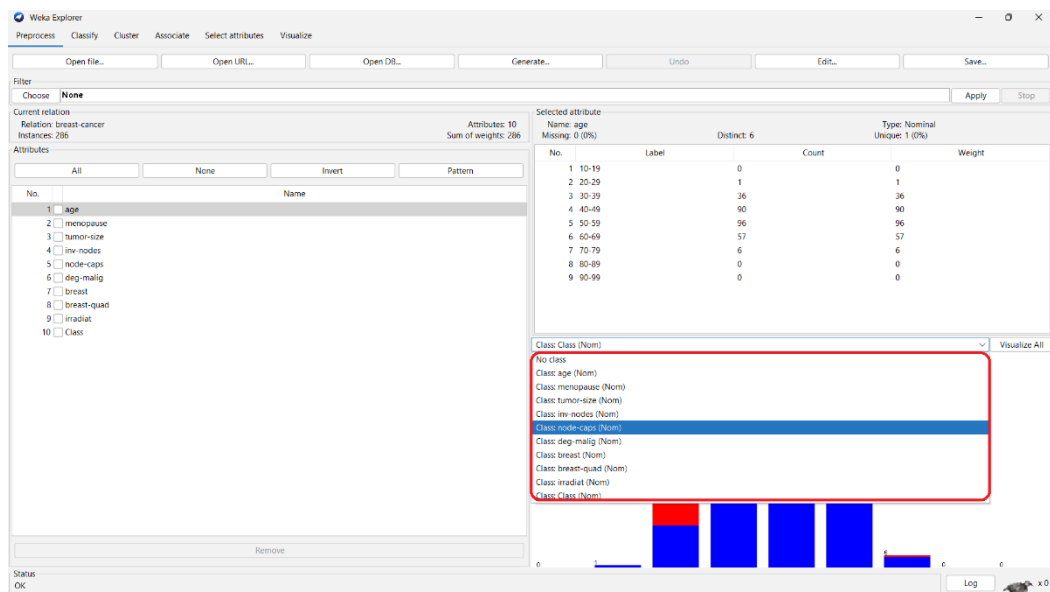 Weka Explorer
Preprocess Classify Cluster Associate Select attributes Visualize
Open file... Open URL... Open DB... Generate... Undo Edit... Save...
Filter
Choose None Apply Stop
Current relation
Relation: breast-cancer Attributes: 10
Instances: 286 Sum of weights: 286
Selected attribute
Name: age Type: Nominal
Missing: 0 (0%) Distinct: 6 Unique: 1 (0%)
Attributes
All None Invert Pattern
No. Name
1 age
2 menopause
3 tumor-size
4 inv-nodes
5 node-caps
6 deg-malig
7 breast
8 breast-quad
9 irradiat
10 Class
Remove
No. Label Count Weight
1 10-19 0 0
2 20-29 1 1
3 30-39 36 36
4 40-49 90 90
5 50-59 96 96
6 60-69 57 57
7 70-79 6 6
8 80-89 0 0
9 90-99 0 0
Class: Class (Nom) Visualize All
No class
Class: age (Nom)
Class: menopause (Nom)
Class: tumor-size (Nom)
Class: inv-nodes (Nom)
Class: node-caps (Nom)
Class: deg-malig (Nom)
Class: breast (Nom)
Class: breast-quad (Nom)
Class: irradiat (Nom)
Class: Class (Nom)
0 1 6 0 0
Status
OK Log x 0